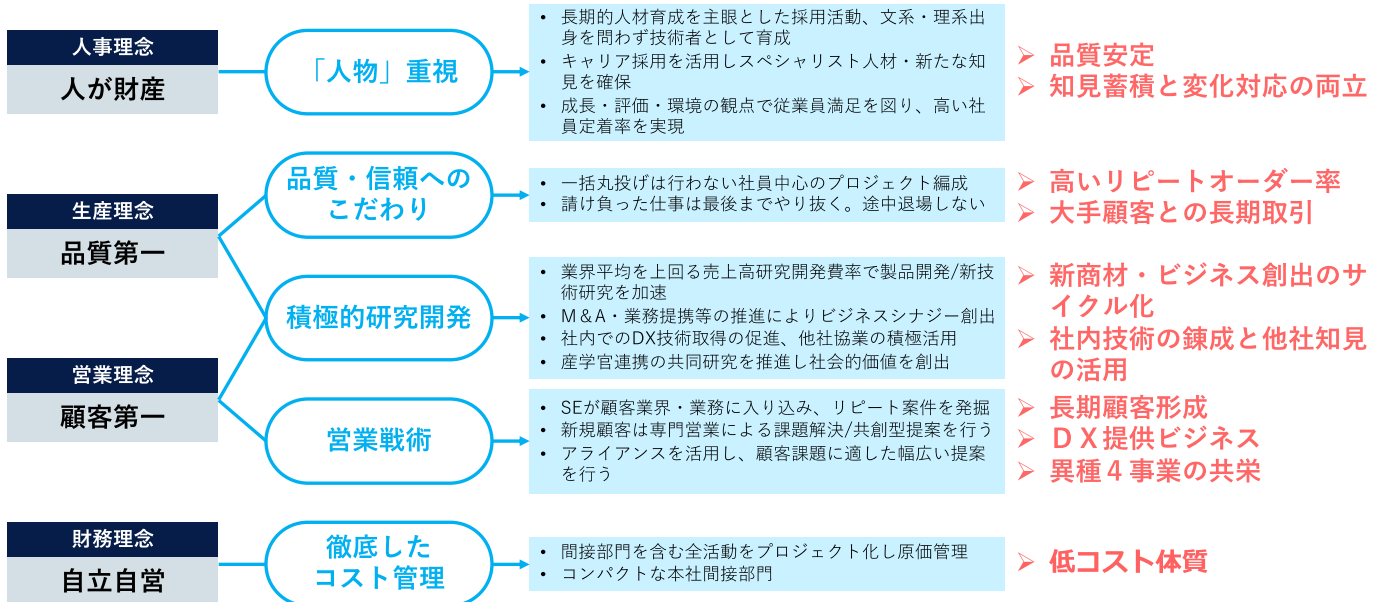 人事理念
人が財産
「人物」重視
• 長期的人材育成を主眼とした採用活動、文系・理系出
身を問わず技術者として育成
• キャリア採用を活用しスペシャリスト人材・新たな知
見を確保
• 成長・評価・環境の観点で従業員満足を図り、高い社
員定着率を実現
➢ 品質安定
➢ 知見蓄積と変化対応の両立
生産理念
品質第一
品質・信頼への
こだわり
• 一括丸投げは行わない社員中心のプロジェクト編成
• 請け負った仕事は最後までやり抜く。途中退場しない
➢ 高いリピートオーダー率
➢ 大手顧客との長期取引
積極的研究開発
• 業界平均を上回る売上高研究開発費率で製品開発/新技
術研究を加速
• M＆A・業務提携等の推進によりビジネスシナジー創出
• 社内でのDX技術取得の促進、他社協業の積極活用
• 産学官連携の共同研究を推進し社会的価値を創出
➢ 新商材・ビジネス創出のサ
イクル化
➢ 社内技術の錬成と他社知見
の活用
営業理念
顧客第一
営業戦術
• SEが顧客業界・業務に入り込み、リピート案件を発掘
• 新規顧客は専門営業による課題解決/共創型提案を行う
• アライアンスを活用し、顧客課題に適した幅広い提案
を行う
➢ 長期顧客形成
➢ ＤＸ提供ビジネス
➢ 異種４事業の共栄
財務理念
自立自営
徹底した
コスト管理
• 間接部門を含む全活動をプロジェクト化し原価管理
• コンパクトな本社間接部門
➢ 低コスト体質